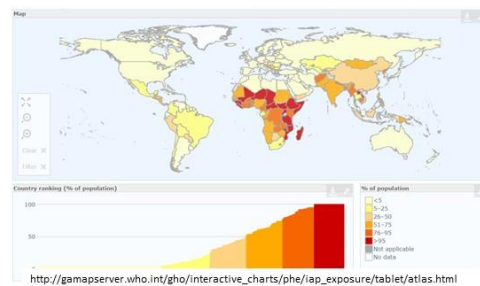 Map
Clear ✕
Filter ✕
Country ranking (% of population)
100
50
% of population
<5
5-25
26-50
51-75
76-95
>95
Not applicable
No data
http://gamapserver.who.int/gho/interactive_charts/phe/iap_exposure/tablet/atlas.html